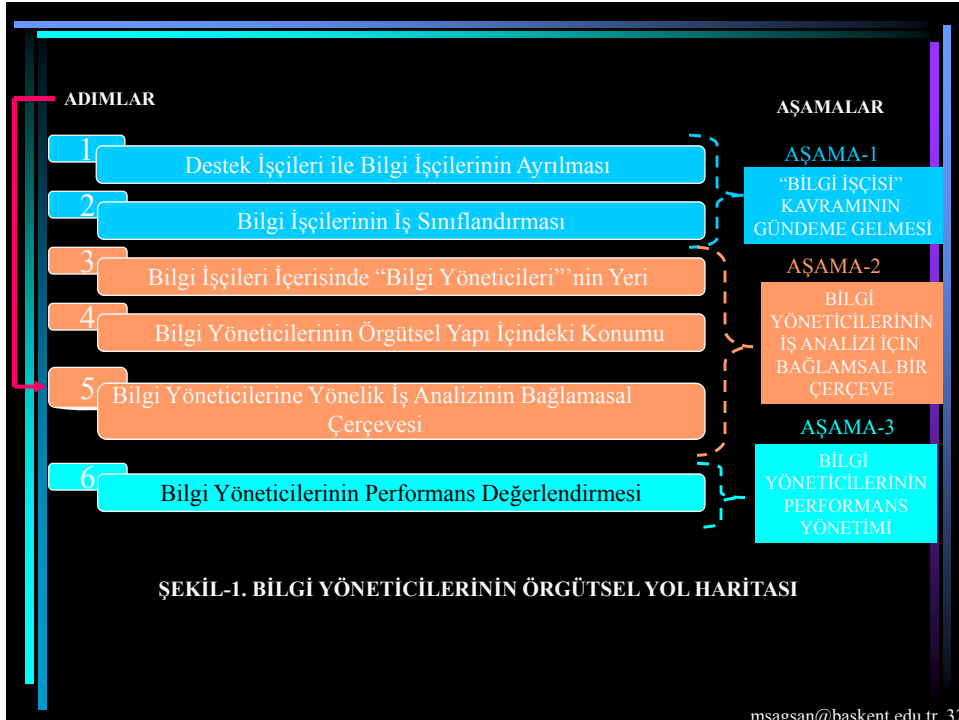 ADIMLAR
AŞAMALAR
1
Destek İşçileri ile Bilgi İşçilerinin Ayrılması
2
Bilgi İşçilerinin İş Sınıflandırması
AŞAMA-1
“BİLGİ İŞÇİSİ”
KAVRAMININ
GÜNDEME GELMESİ
3
Bilgi İşçileri İçerisinde “Bilgi Yöneticileri”’nin Yeri
4
Bilgi Yöneticilerinin Örgütsel Yapı İçindeki Konumu
5
Bilgi Yöneticilerine Yönelik İş Analizinin Bağlamasal
Çerçevesi
AŞAMA-2
BİLGİ
YÖNETİCİLERİNİN
İŞ ANALİZİ İÇİN
BAĞLAMSAL BİR
ÇERÇEVE
6
Bilgi Yöneticilerinin Performans Değerlendirmesi
AŞAMA-3
BİLGİ
YÖNETİCİLERİNİN
PERFORMANS
YÖNETİMİ
ŞEKİL-1. BİLGİ YÖNETİCİLERİNİN ÖRGÜTSEL YOL HARİTASI
msagsan@baskent.edu.tr